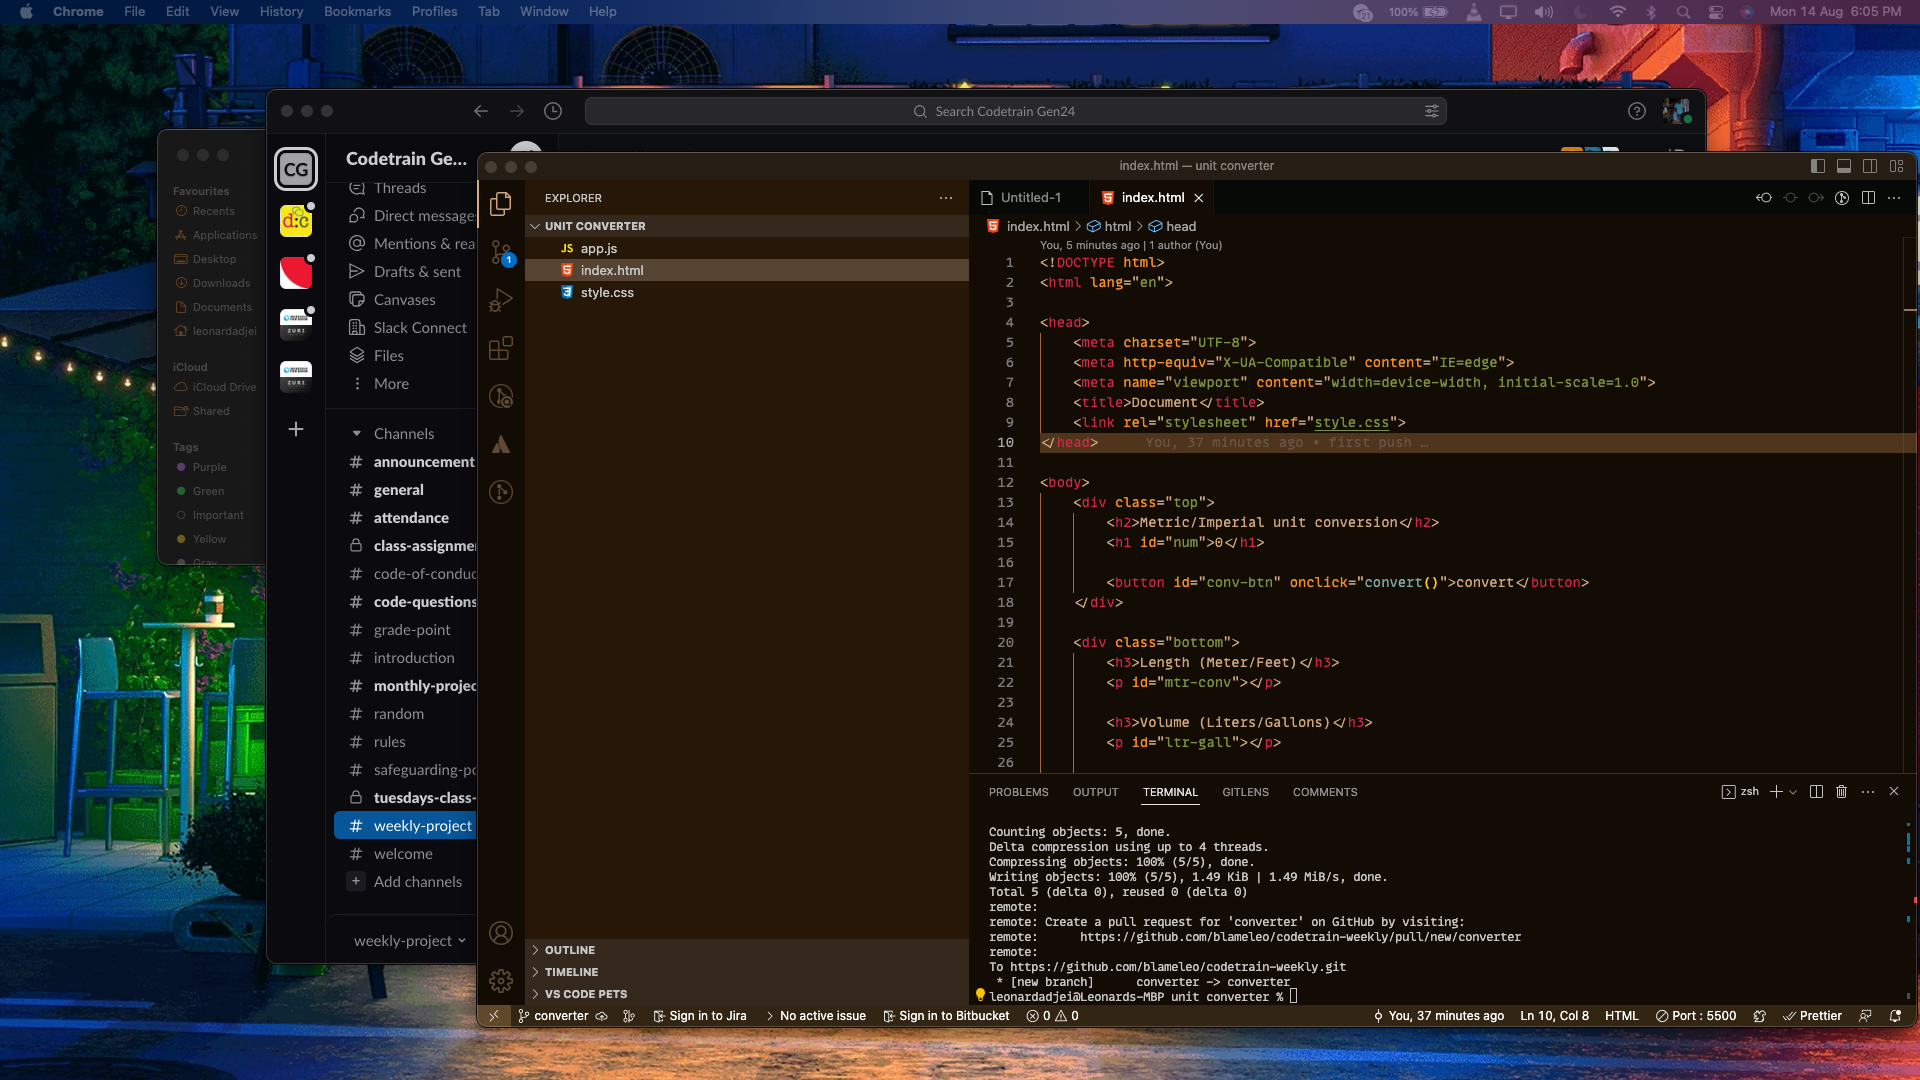 Chrome File Edit View History Bookmarks Profiles Tab Window Help
100%
Mon 14 Aug 6:05 PM
Search Codetrain Gen24
Favourites
Recents
Applications
Desktop
Downloads
Documents
leonardadjei
iCloud
iCloud Drive
Shared
Tags
Purple
Green
Important
Yellow
Gray
CG
d:c
ZURI
ZURI
Codetrain Ge...
Threads
Direct messages
Mentions & rea
Drafts & sent
Canvases
Slack Connect
Files
More
Channels
# announcement
# general
# attendance
class-assignme
# code-of-conduc
# code-questions
# grade-point
# introduction
# monthly-projec
# random
# rules
# safeguarding-po
tuesdays-class-
# weekly-project
# welcome
+ Add channels
weekly-project
index.html — unit converter
EXPLORER
UNIT CONVERTER
JS app.js
index.html
style.css
1
OUTLINE
TIMELINE
VS CODE PETS
Untitled-1
index.html
index.html > html > head
You, 5 minutes ago | 1 author (You)
1 <!DOCTYPE html>
2 <html lang="en">
3
4 <head>
5 <meta charset="UTF-8">
6 <meta http-equiv="X-UA-Compatible" content="IE=edge">
7 <meta name="viewport" content="width=device-width, initial-scale=1.0">
8 <title>Document</title>
9 <link rel="stylesheet" href="style.css">
10 </head> You, 37 minutes ago • first push …
11
12 <body>
13 <div class="top">
14 <h2>Metric/Imperial unit conversion</h2>
15 <h1 id="num">0</h1>
16
17 <button id="conv-btn" onclick="convert()">convert</button>
18 </div>
19
20 <div class="bottom">
21 <h3>Length (Meter/Feet)</h3>
22 <p id="mtr-conv"></p>
23
24 <h3>Volume (Liters/Gallons)</h3>
25 <p id="ltr-gall"></p>
26
PROBLEMS OUTPUT TERMINAL GITLENS COMMENTS
zsh
Counting objects: 5, done.
Delta compression using up to 4 threads.
Compressing objects: 100% (5/5), done.
Writing objects: 100% (5/5), 1.49 KiB | 1.49 MiB/s, done.
Total 5 (delta 0), reused 0 (delta 0)
remote:
remote: Create a pull request for 'converter' on GitHub by visiting:
remote: https://github.com/blameleo/codetrain-weekly/pull/new/converter
remote:
To https://github.com/blameleo/codetrain-weekly.git
* [new branch] converter -> converter
leonardadjei@Leonards-MBP unit converter %
converter
Sign in to Jira
No active issue
Sign in to Bitbucket
0 0
You, 37 minutes ago
Ln 10, Col 8
HTML
Port : 5500
Prettier